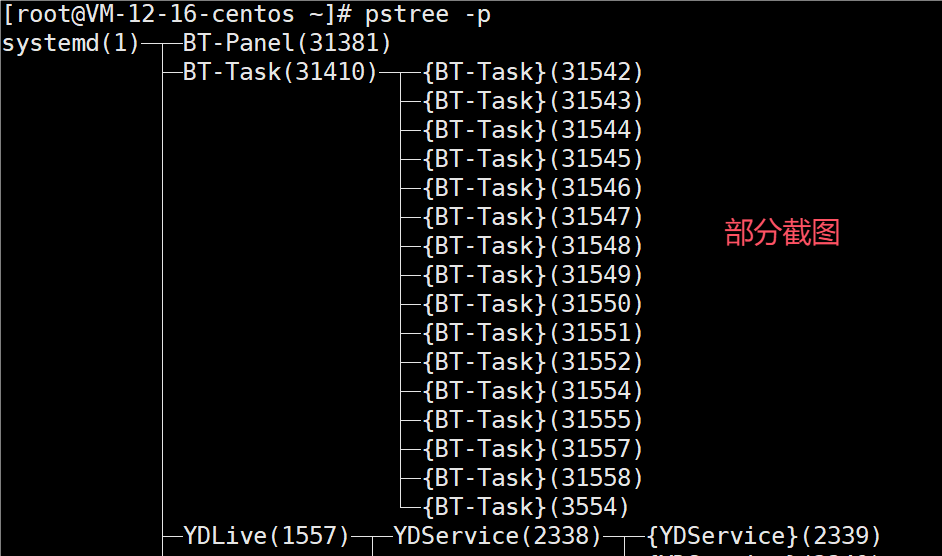 [root@VM-12-16-centos ~]# pstree -p
systemd(1)─┬─BT-Panel(31381)
├─BT-Task(31410)─┬─{BT-Task}(31542)
├─{BT-Task}(31543)
├─{BT-Task}(31544)
├─{BT-Task}(31545)
├─{BT-Task}(31546)
├─{BT-Task}(31547)
部分截图
├─{BT-Task}(31548)
├─{BT-Task}(31549)
├─{BT-Task}(31550)
├─{BT-Task}(31551)
├─{BT-Task}(31552)
├─{BT-Task}(31554)
├─{BT-Task}(31555)
├─{BT-Task}(31557)
├─{BT-Task}(31558)
└─{BT-Task}(3554)
├─YDLive(1557)─┬─YDService(2338)─┬─{YDService}(2339)